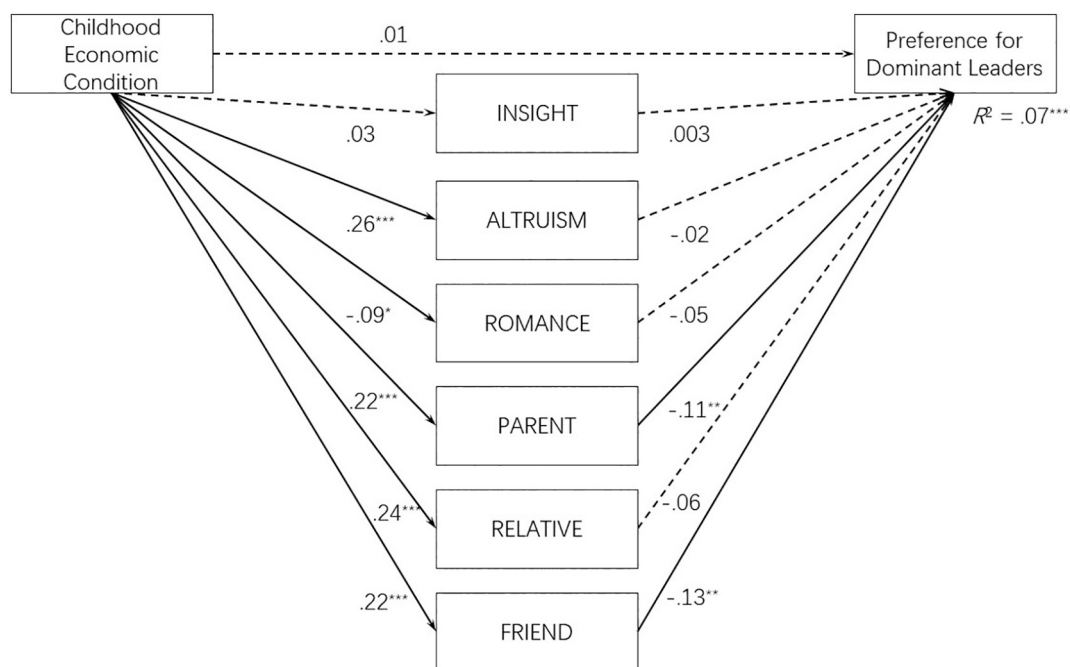 Childhood
Economic
Condition
.01
Preference for
Dominant Leaders
R² = .07***
INSIGHT
.03
.003
ALTRUISM
.26***
-.02
ROMANCE
-.09*
-.05
PARENT
.22***
-.11**
RELATIVE
.24***
-.06
FRIEND
.22***
-.13**